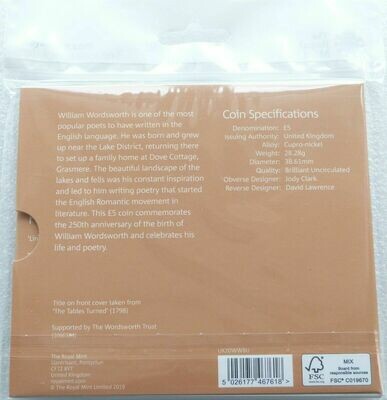 William Wordsworth is one of the most
popular poets to have written in the
English language. He was born and grew
up near the Lake District, returning there
to set up a family home at Dove Cottage,
Grasmere. The beautiful landscape of the
lakes and fells was his constant inspiration
and led to him writing poetry that started
the English Romantic movement in
literature. This £5 coin commemorates
the 250th anniversary of the birth of
William Wordsworth and celebrates his
life and poetry.
Coin Specifications
Denomination: £5
Issuing Authority: United Kingdom
Alloy: Cupro-nickel
Weight: 28.28g
Diameter: 38.61mm
Quality: Brilliant Uncirculated
Obverse Designer: Jody Clark
Reverse Designer: David Lawrence
Title on front cover taken from
'The Tables Turned' (1798)
Supported by The Wordsworth Trust
The Royal Mint
Llantrisant, Pontyclun
CF72 8YT
United Kingdom
royalmint.com
© The Royal Mint Limited 2019
UK20WWBU
5 026177 467618 >
FSC
MIX
Board from
responsible sources
FSC® C019670